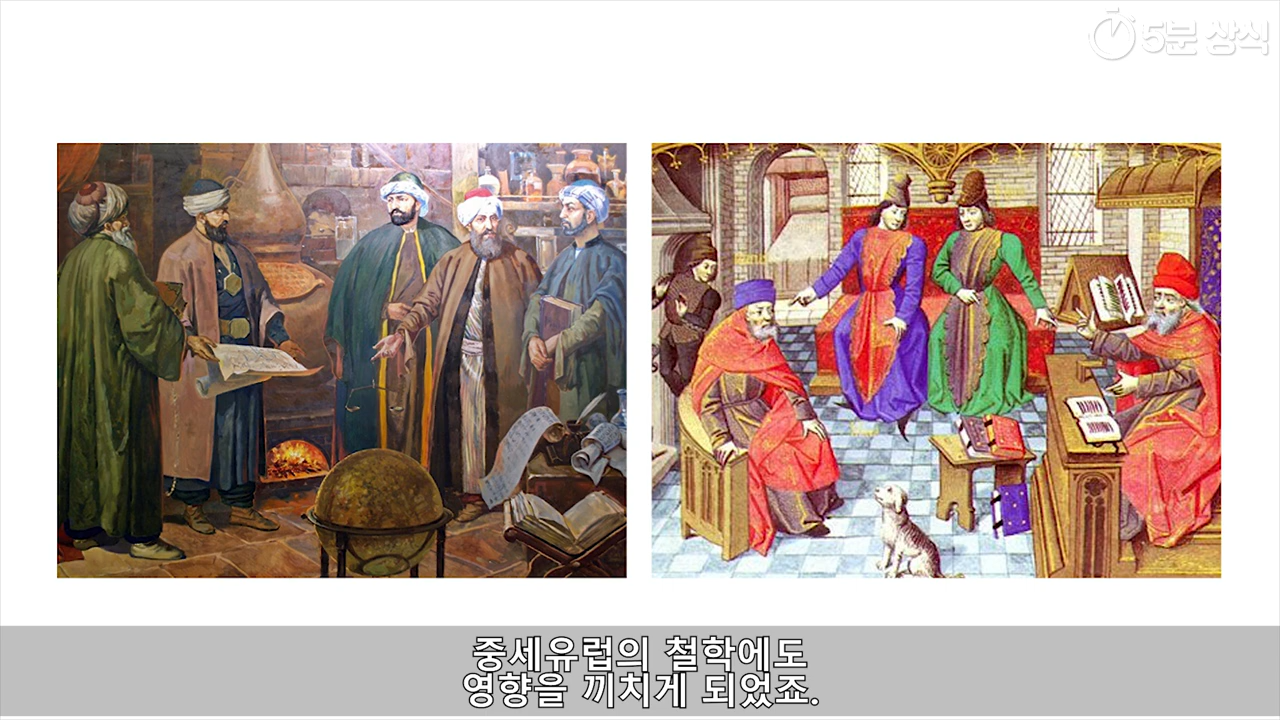 5분 상식
중세유럽의 철학에도
영향을 끼치게 되었죠.